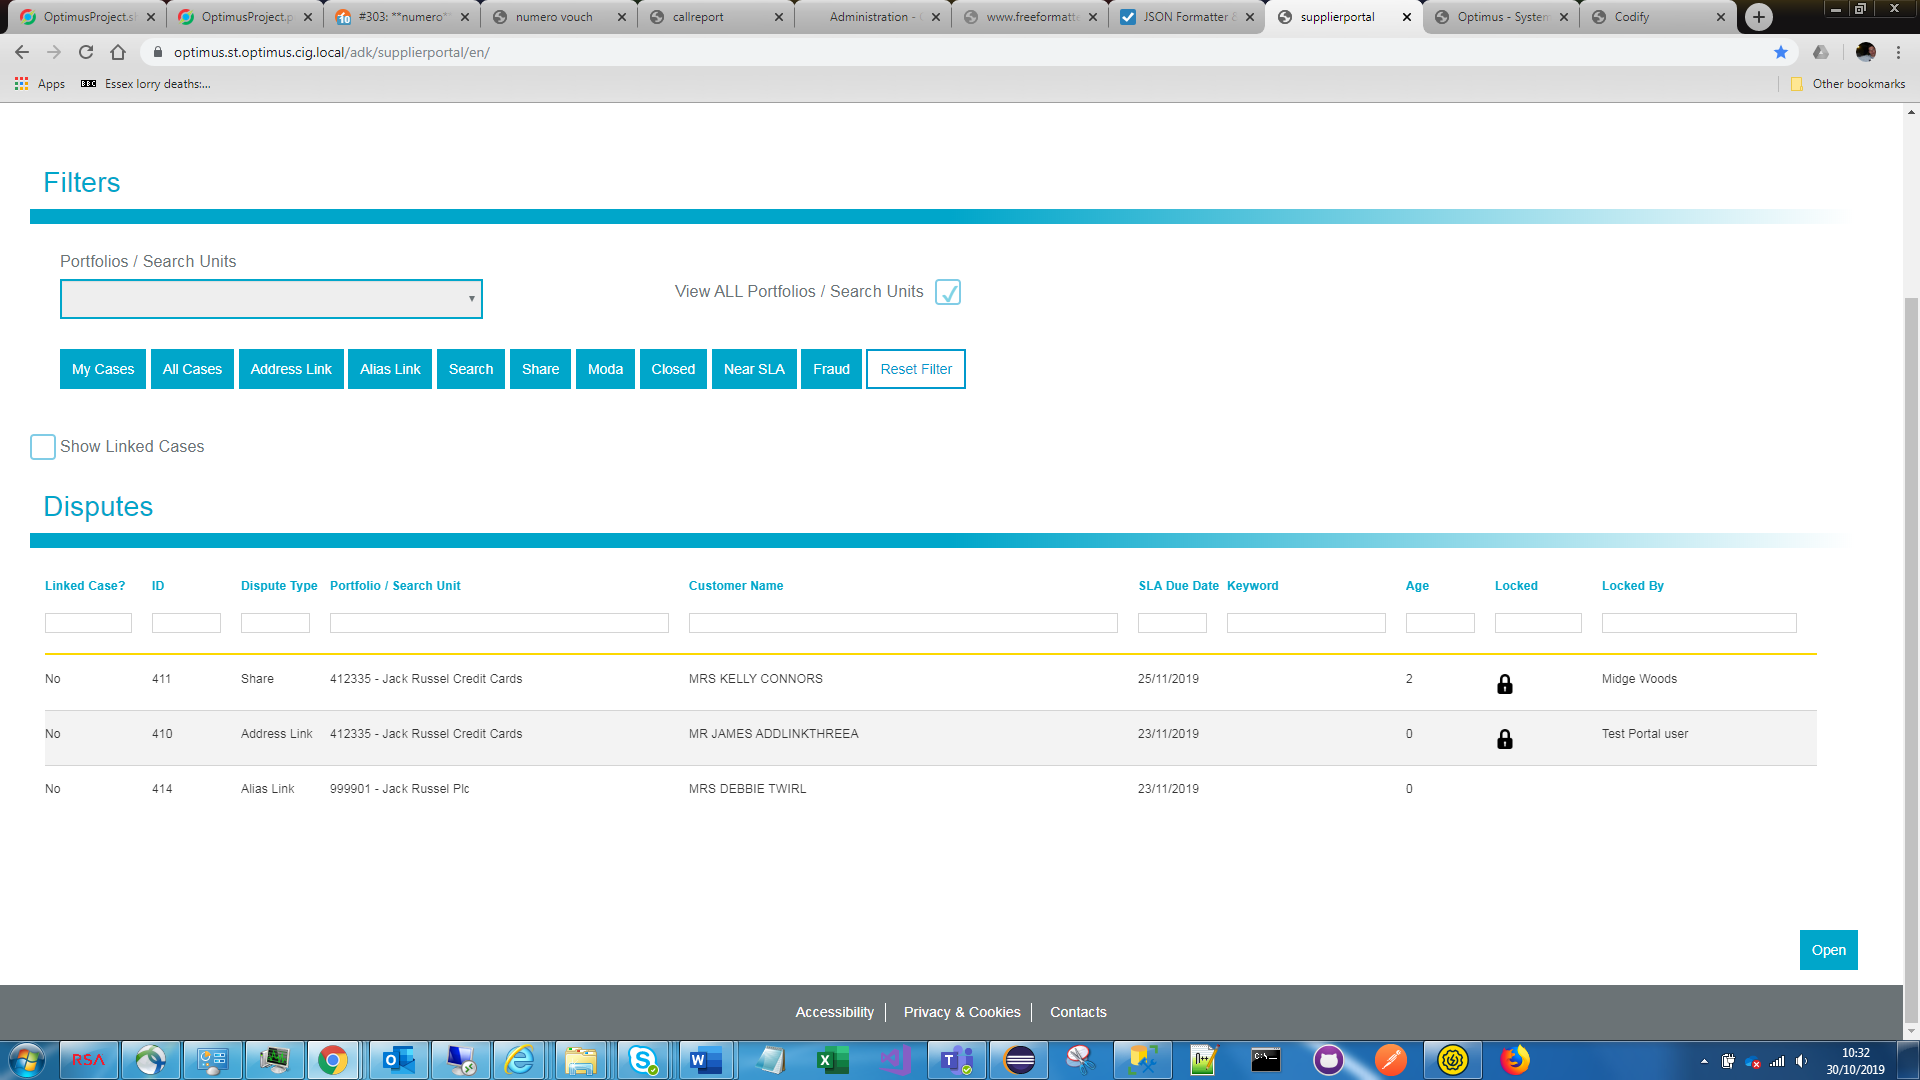 OptimusProject.s
OptimusProject.p
#303: **numero*
numero vouch
callreport
Administration -
www.freeformatte
JSON Formatter &
supplierportal
Optimus - System
Codify
optimus.st.optimus.cig.local/adk/supplierportal/en/
Apps
BBC
Essex lorry deaths:...
Other bookmarks
Filters
Portfolios / Search Units
View ALL Portfolios / Search Units
My Cases
All Cases
Address Link
Alias Link
Search
Share
Moda
Closed
Near SLA
Fraud
Reset Filter
Show Linked Cases
Disputes
Linked Case? ID Dispute Type Portfolio / Search Unit Customer Name SLA Due Date Keyword Age Locked Locked By
No 411 Share 412335 - Jack Russel Credit Cards MRS KELLY CONNORS 25/11/2019 2 Midge Woods
No 410 Address Link 412335 - Jack Russel Credit Cards MR JAMES ADDLINKTHREEA 23/11/2019 0 Test Portal user
No 414 Alias Link 999901 - Jack Russel Plc MRS DEBBIE TWIRL 23/11/2019 0
Open
Accessibility
Privacy & Cookies
Contacts
RSA
10:32
30/10/2019